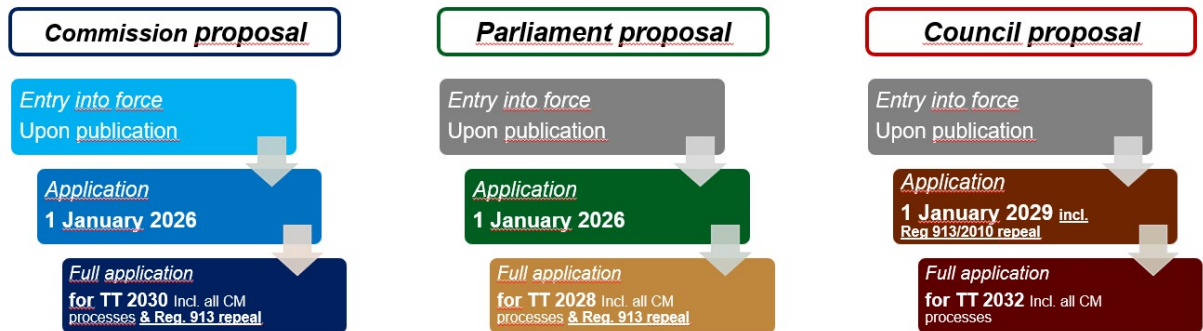 Commission proposal
Entry into force
Upon publication
Application
1 January 2026
Full application
for TT 2030 Incl. all CM
processes & Reg. 913 repeal
Parliament proposal
Entry into force
Upon publication
Application
1 January 2026
Full application
for TT 2028 Incl. all CM
processes & Reg. 913 repeal
Council proposal
Entry into force
Upon publication
Application
1 January 2029 incl.
Reg 913/2010 repeal
Full application
for TT 2032 Incl. all CM
processes